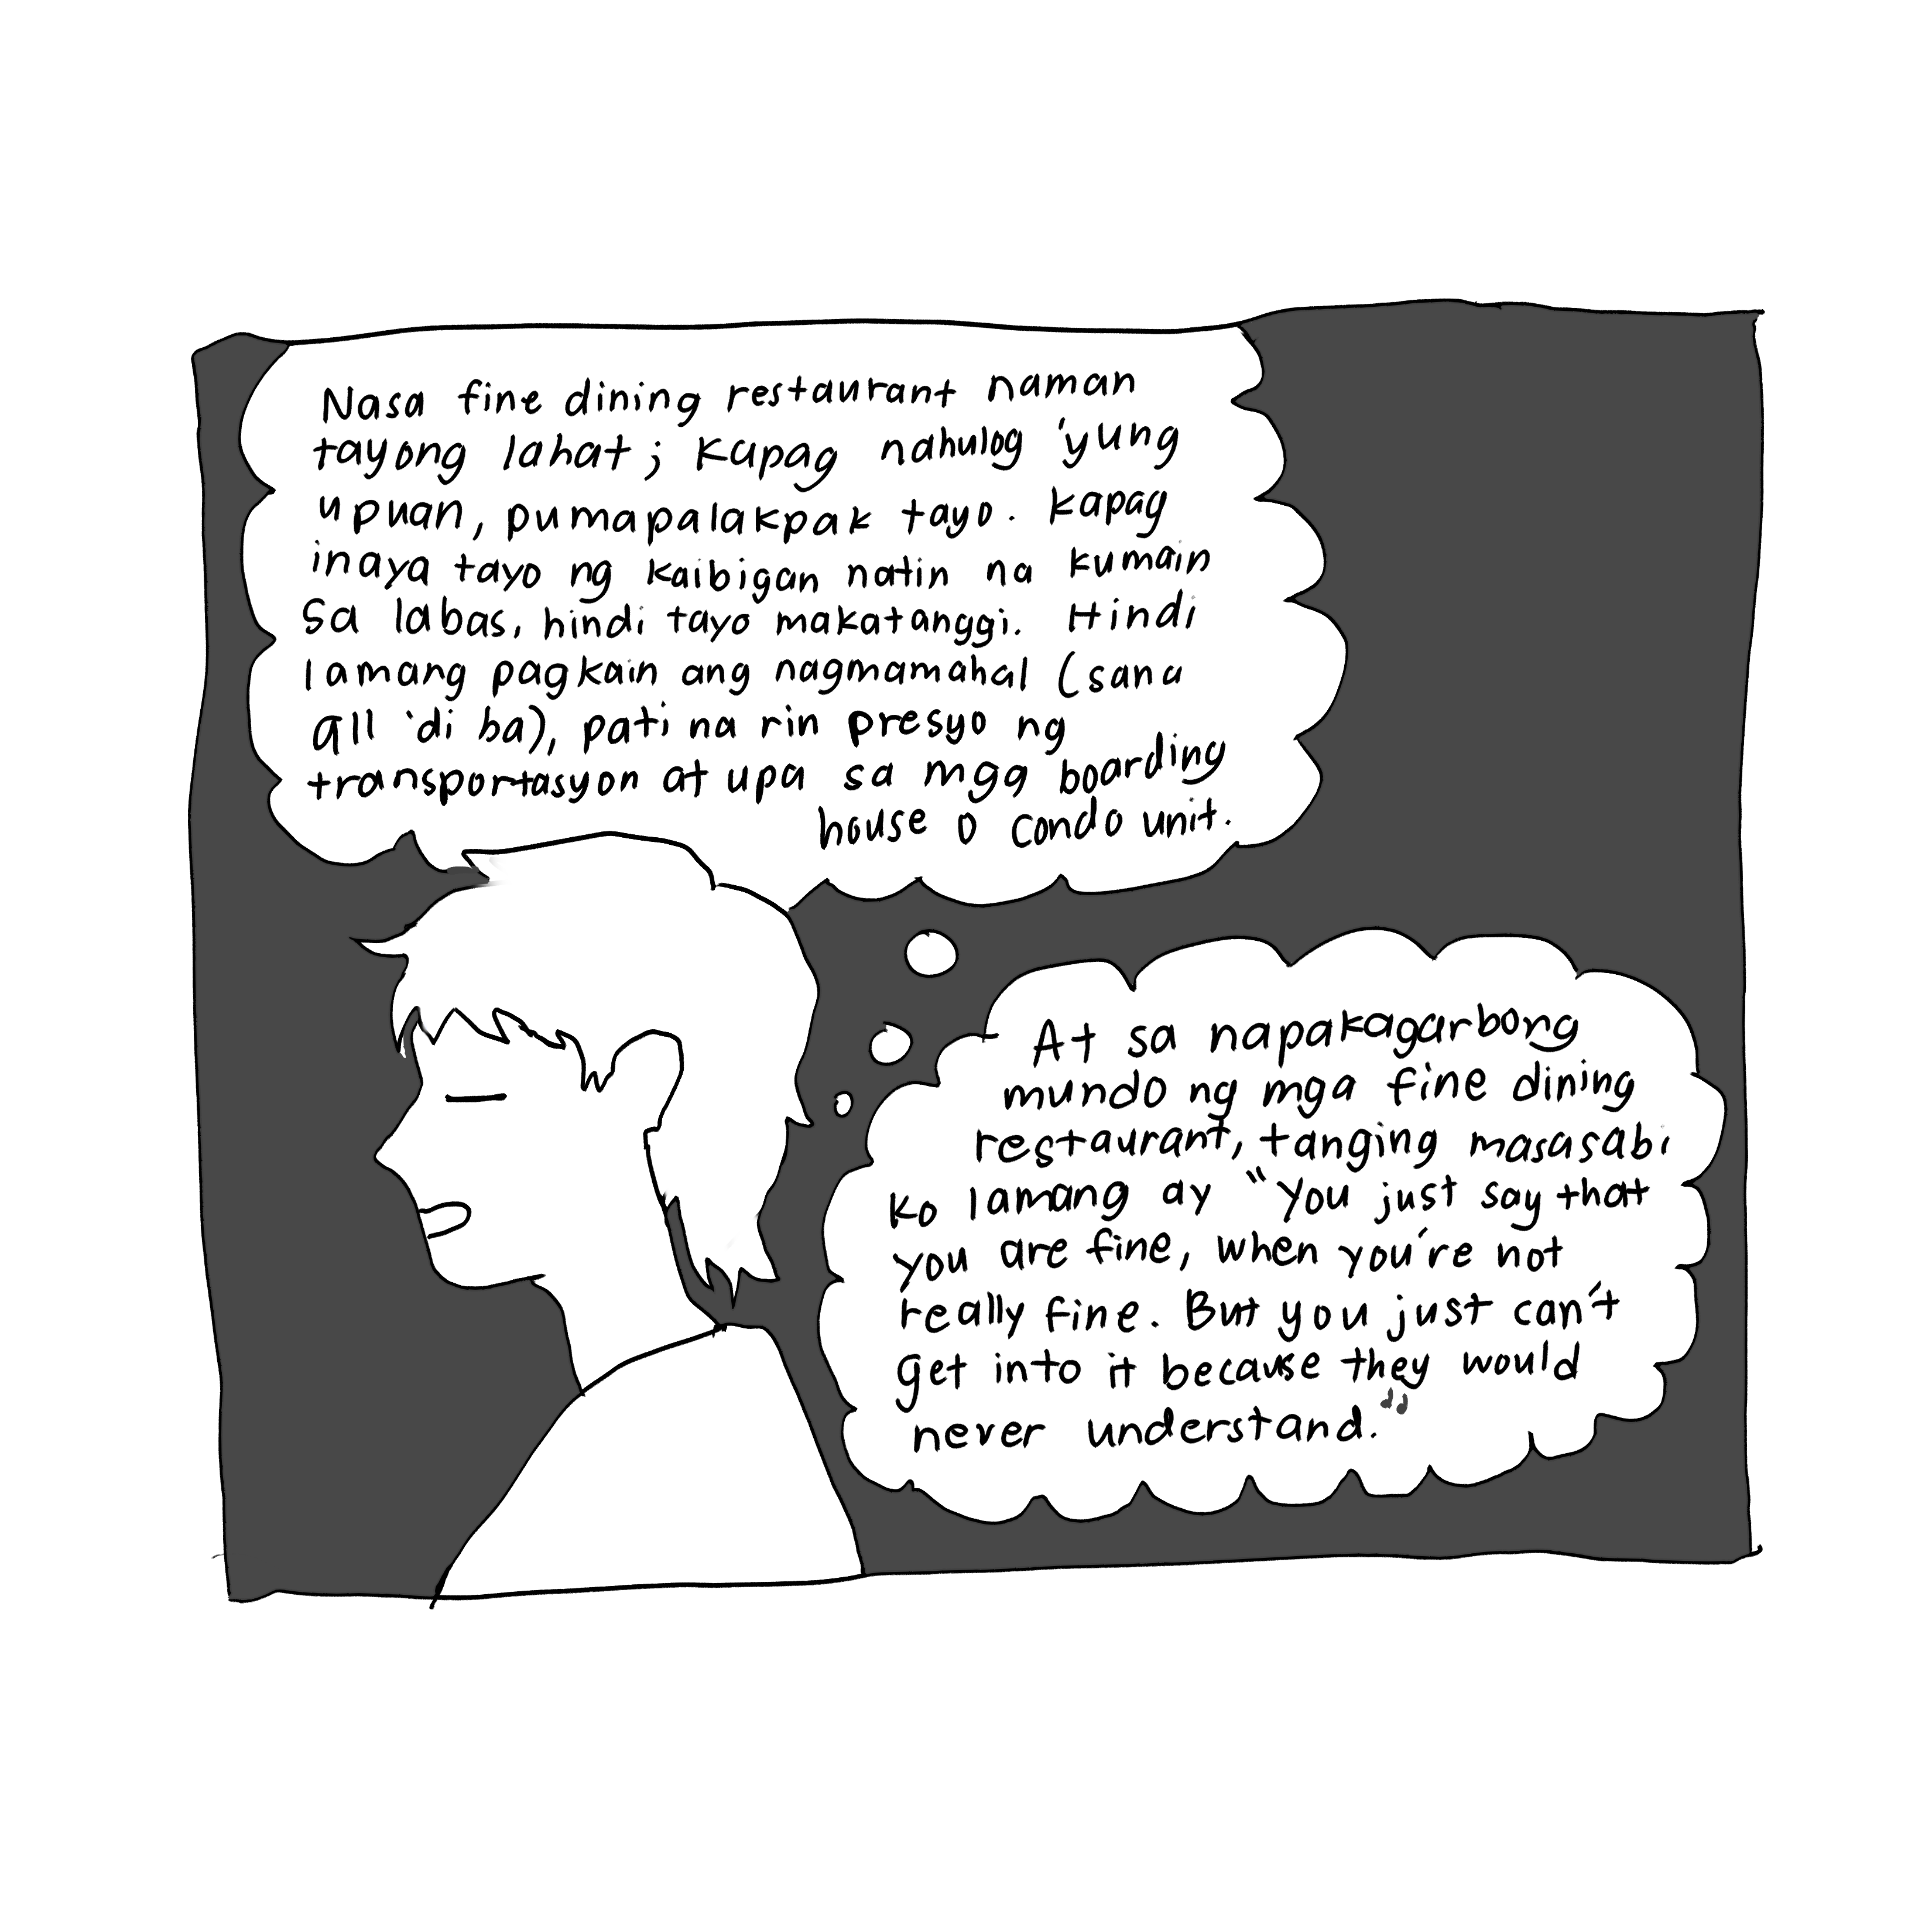 Nasa fine dining restaurant naman
tayong lahat; kapag nahulog 'yung
upuan, pumapalakpak tayo. kapag
inaya tayo ng kaibigan natin na kumain
sa labas, hindi tayo makatanggi. Hindi
lamang pagkain ang nagmamahal (sana
all 'di ba), pati na rin presyo ng
transportasyon at upa sa mga boarding
house o condo unit.
At sa napakagarbong
mundo ng mga fine dining
restaurant, tanging masasabi
ko lamang ay "You just say that
you are fine, when you're not
really fine. But you just can't
get into it because they would
never understand."